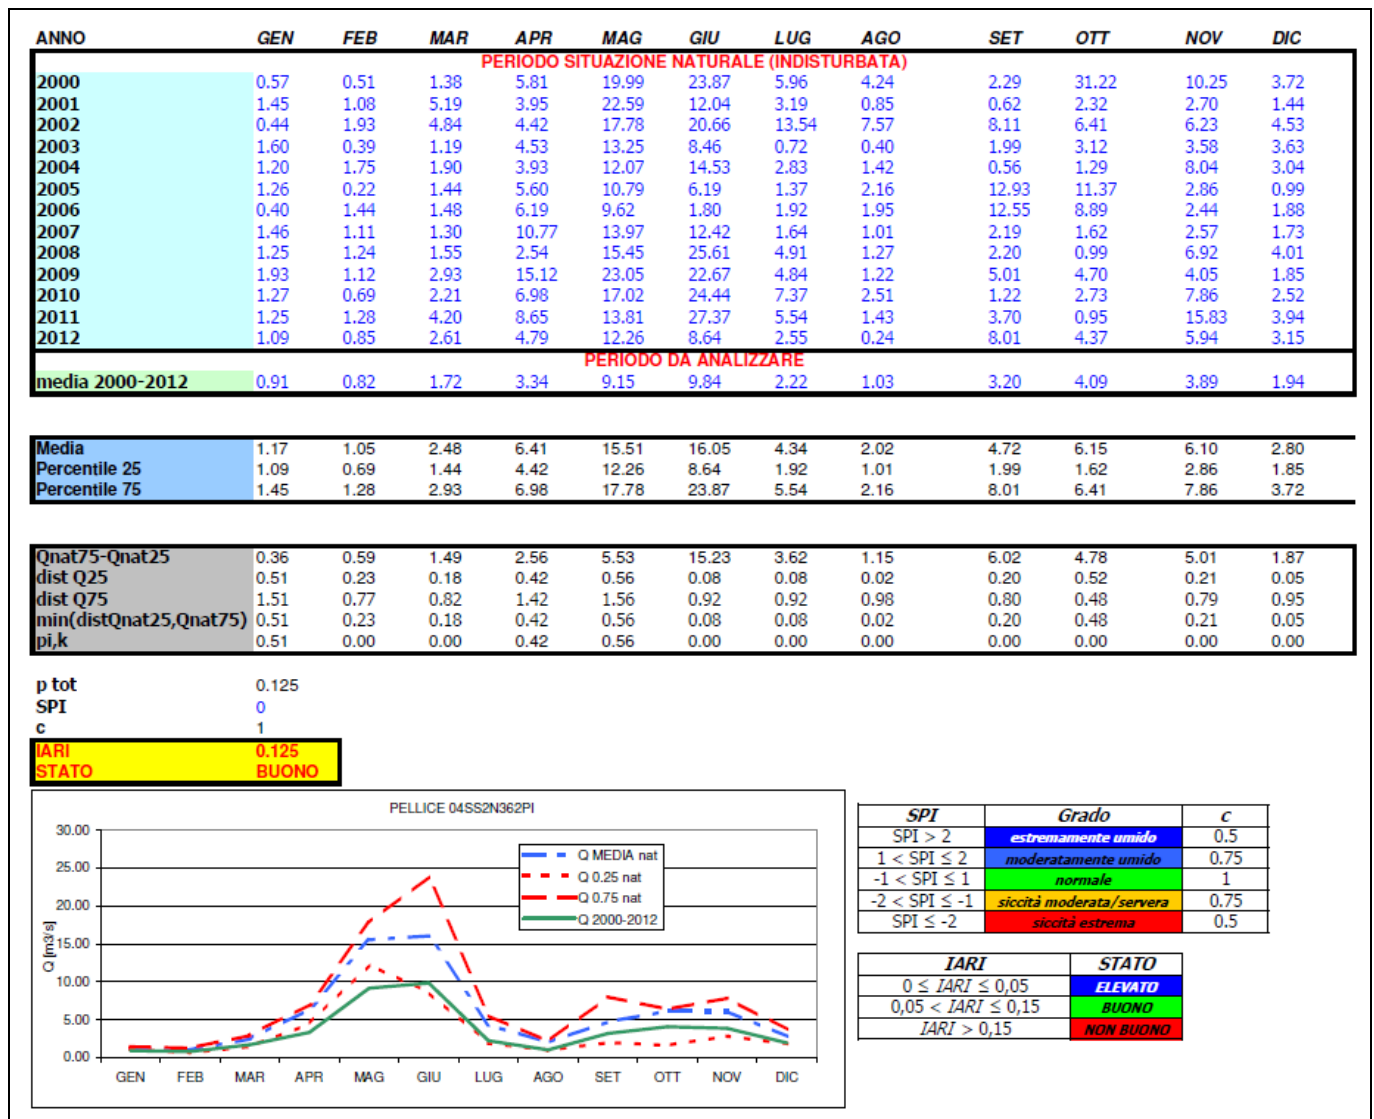 ANNO GEN FEB MAR APR MAG GIU LUG AGO SET OTT NOV DIC
PERIODO SITUAZIONE NATURALE (INDISTURBATA)
2000 0.57 0.51 1.38 5.81 19.99 23.87 5.96 4.24 2.29 31.22 10.25 3.72
2001 1.45 1.08 5.19 3.95 22.59 12.04 3.19 0.85 0.62 2.32 2.70 1.44
2002 0.44 1.93 4.84 4.42 17.78 20.66 13.54 7.57 8.11 6.41 6.23 4.53
2003 1.60 0.39 1.19 4.53 13.25 8.46 0.72 0.40 1.99 3.12 3.58 3.63
2004 1.20 1.75 1.90 3.93 12.07 14.53 2.83 1.42 0.56 1.29 8.04 3.04
2005 1.26 0.22 1.44 5.60 10.79 6.19 1.37 2.16 12.93 11.37 2.86 0.99
2006 0.40 1.44 1.48 6.19 9.62 1.80 1.92 1.95 12.55 8.89 2.44 1.88
2007 1.46 1.11 1.30 10.77 13.97 12.42 1.64 1.01 2.19 1.62 2.57 1.73
2008 1.25 1.24 1.55 2.54 15.45 25.61 4.91 1.27 2.20 0.99 6.92 4.01
2009 1.93 1.12 2.93 15.12 23.05 22.67 4.84 1.22 5.01 4.70 4.05 1.85
2010 1.27 0.69 2.21 6.98 17.02 24.44 7.37 2.51 1.22 2.73 7.86 2.52
2011 1.25 1.28 4.20 8.65 13.81 27.37 5.54 1.43 3.70 0.95 15.83 3.94
2012 1.09 0.85 2.61 4.79 12.26 8.64 2.55 0.24 8.01 4.37 5.94 3.15
PERIODO DA ANALIZZARE
media 2000-2012 0.91 0.82 1.72 3.34 9.15 9.84 2.22 1.03 3.20 4.09 3.89 1.94
Media 1.17 1.05 2.48 6.41 15.51 16.05 4.34 2.02 4.72 6.15 6.10 2.80
Percentile 25 1.09 0.69 1.44 4.42 12.26 8.64 1.92 1.01 1.99 1.62 2.86 1.85
Percentile 75 1.45 1.28 2.93 6.98 17.78 23.87 5.54 2.16 8.01 6.41 7.86 3.72
Qnat75-Qnat25 0.36 0.59 1.49 2.56 5.53 15.23 3.62 1.15 6.02 4.78 5.01 1.87
dist Q25 0.51 0.23 0.18 0.42 0.56 0.08 0.08 0.02 0.20 0.52 0.21 0.05
dist Q75 1.51 0.77 0.82 1.42 1.56 0.92 0.92 0.98 0.80 0.48 0.79 0.95
min(distQnat25,Qnat75) 0.51 0.23 0.18 0.42 0.56 0.08 0.08 0.02 0.20 0.48 0.21 0.05
pi,k 0.51 0.00 0.00 0.42 0.56 0.00 0.00 0.00 0.00 0.00 0.00 0.00
p tot 0.125
SPI 0
c 1
IARI 0.125
STATO BUONO
PELLICE 04SS2N362PI
30.00
25.00
20.00
15.00
10.00
5.00
0.00
Q [m3/s]
Q MEDIA nat
Q 0.25 nat
Q 0.75 nat
Q 2000-2012
GEN FEB MAR APR MAG GIU LUG AGO SET OTT NOV DIC
SPI Grado c
SPI > 2 estremamente umido 0.5
1 < SPI ≤ 2 moderatamente umido 0.75
-1 < SPI ≤ 1 normale 1
-2 < SPI ≤ -1 siccità moderata/servera 0.75
SPI ≤ -2 siccità estrema 0.5
IARI STATO
0 ≤ IARI ≤ 0,05 ELEVATO
0,05 < IARI ≤ 0,15 BUONO
IARI > 0,15 NON BUONO